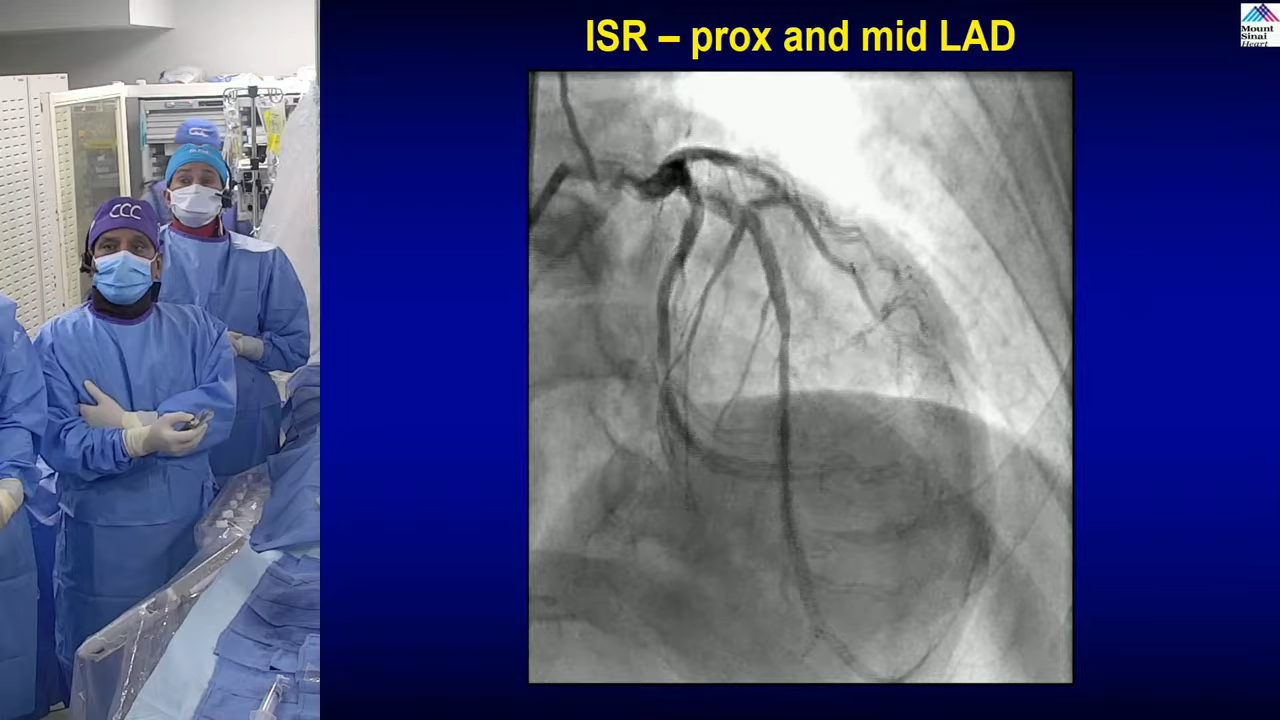 ISR – prox and mid LAD
Mount
Sinai
Heart
CCC